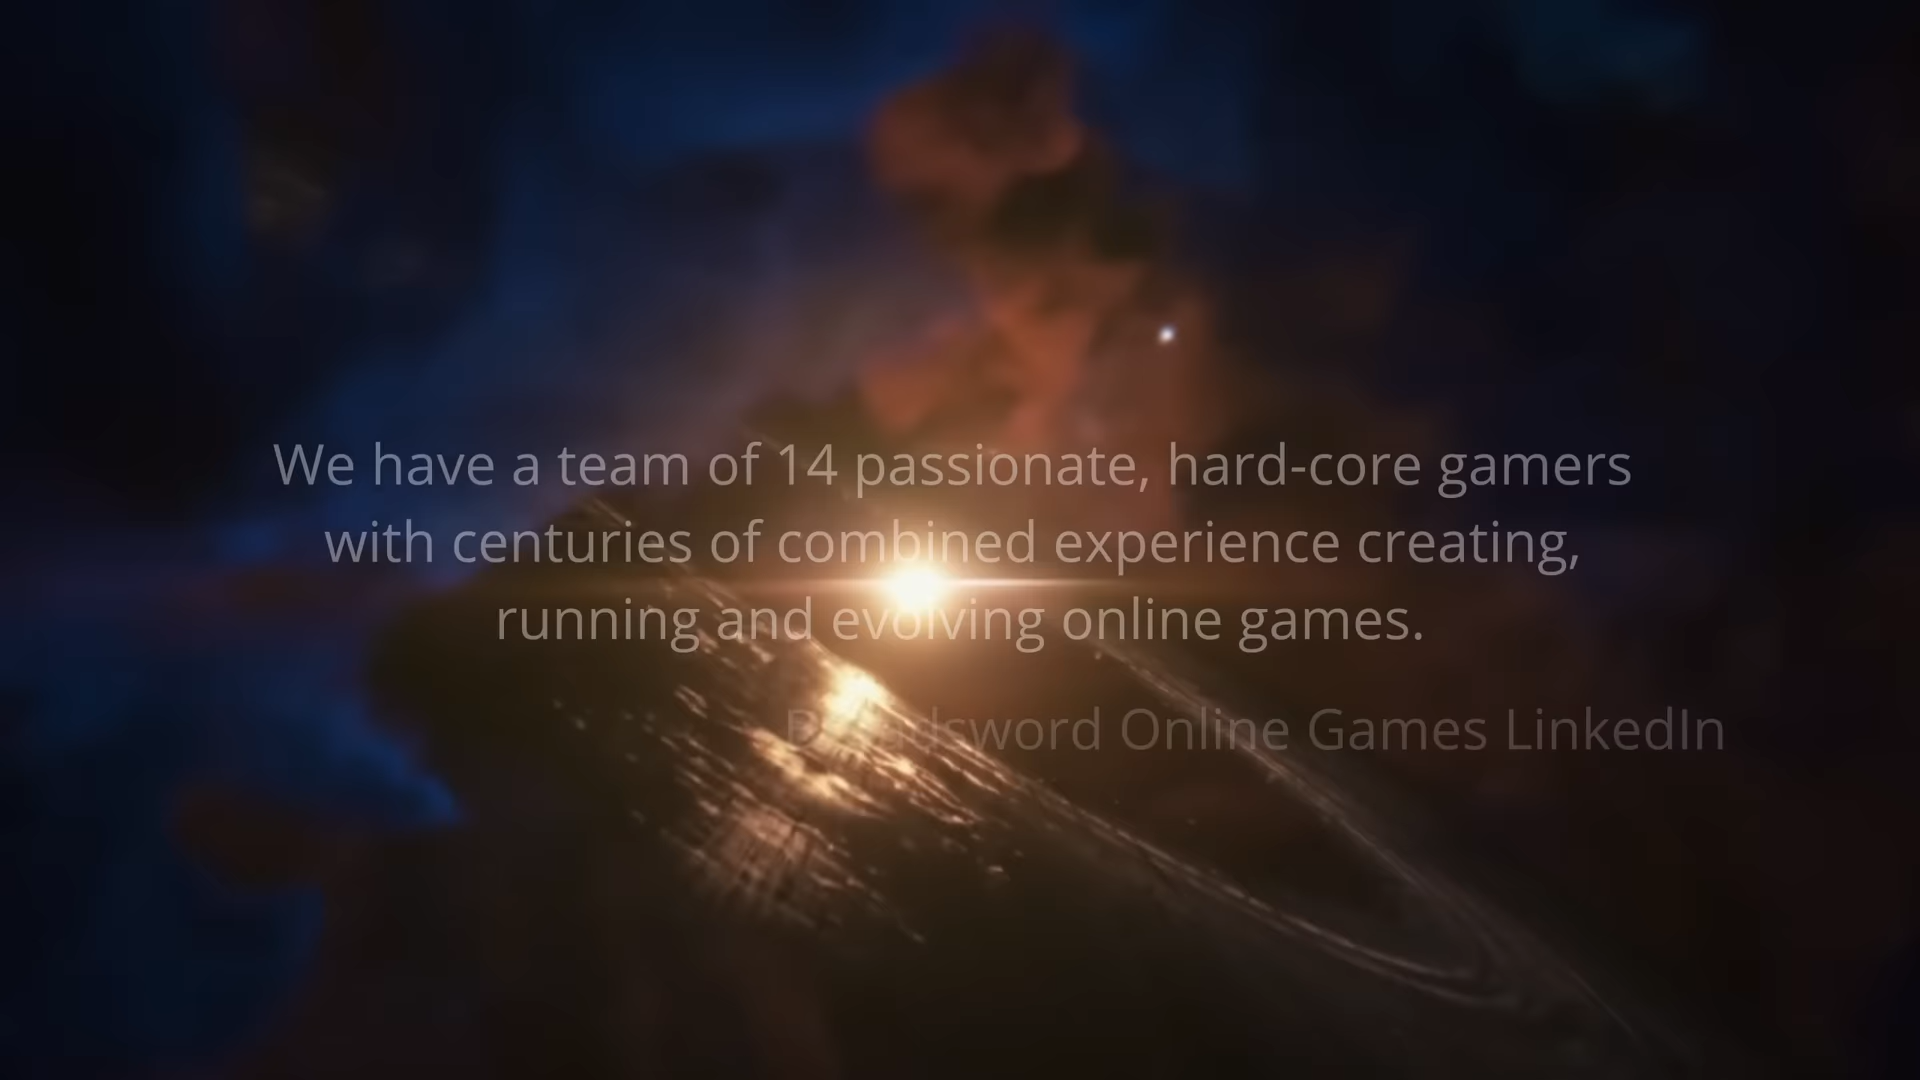 We have a team of 14 passionate, hard-core gamers
with centuries of combined experience creating,
running and evolving online games.
Broadsword Online Games LinkedIn